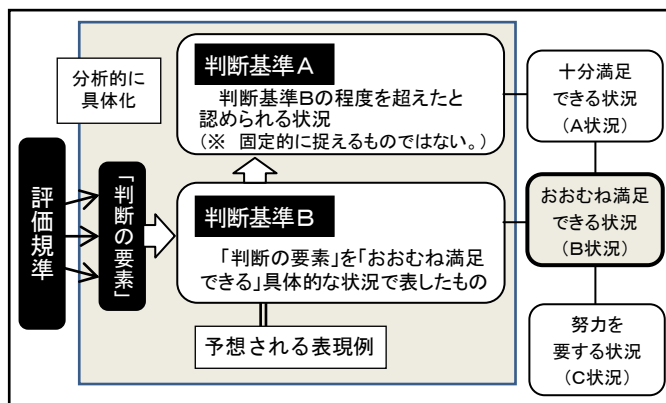 分析的に
具体化
評価規準
「判断の要素」
判断基準A
判断基準Bの程度を超えたと
認められる状況
(※　固定的に捉えるものではない。)
判断基準B
「判断の要素」を「おおむね満足
できる」具体的な状況で表したもの
予想される表現例
十分満足
できる状況
(A状況)
おおむね満足
できる状況
(B状況)
努力を
要する状況
(C状況)